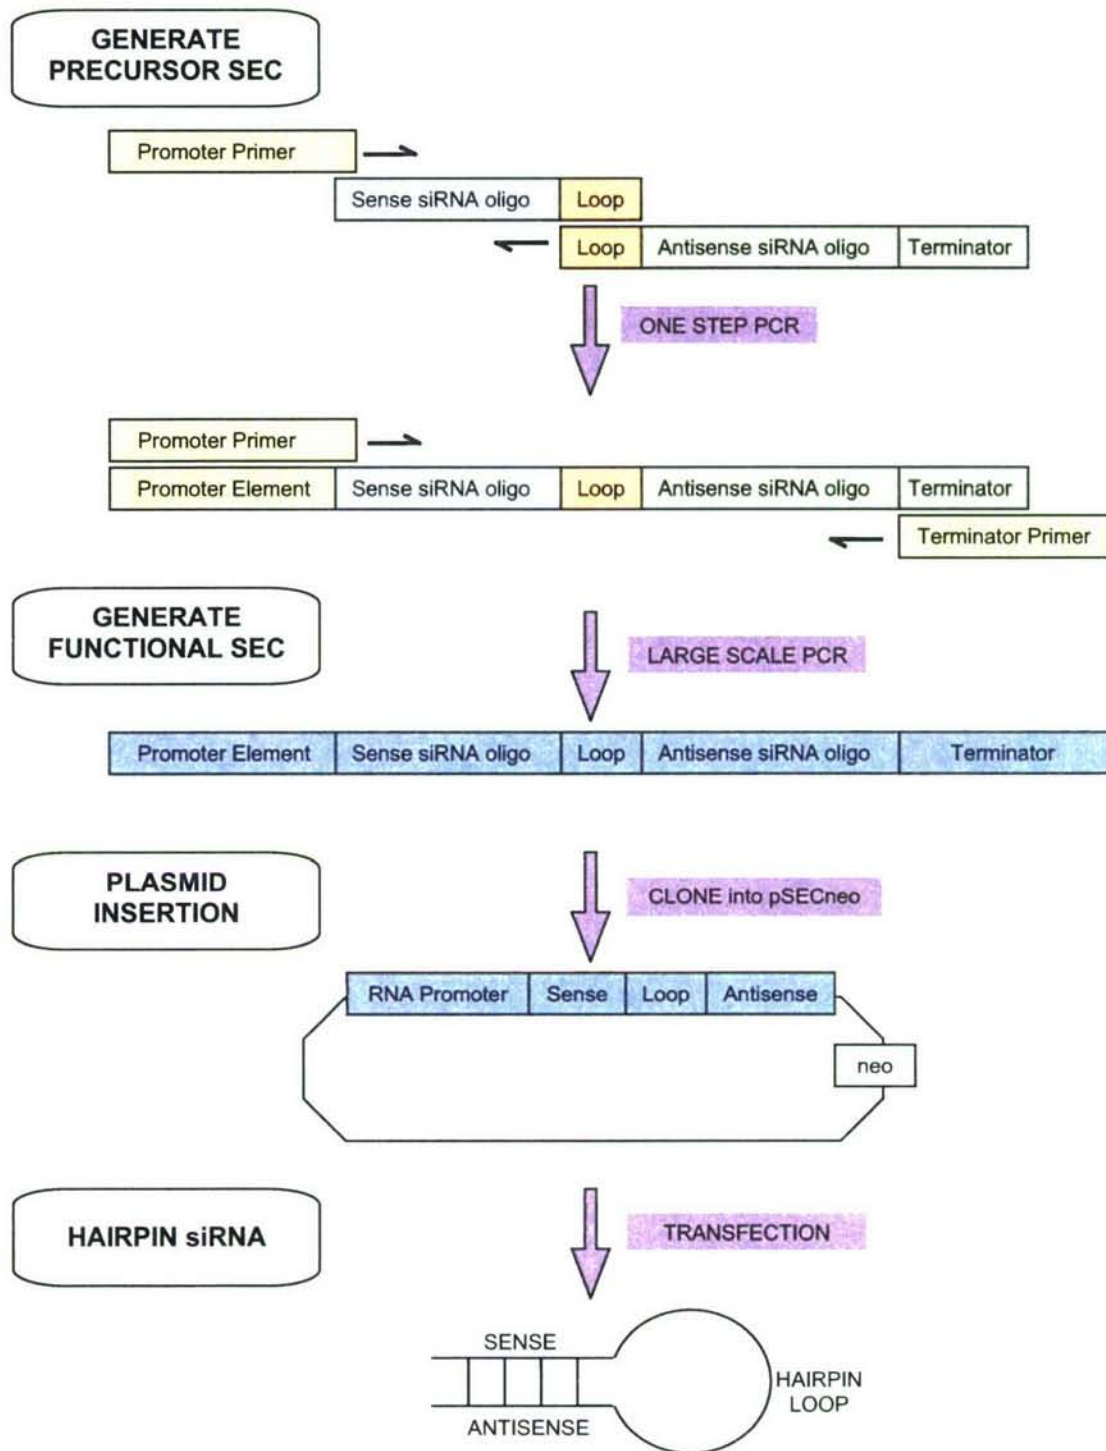 GENERATE
PRECURSOR SEC
Promoter Primer
Sense siRNA oligo Loop
Loop Antisense siRNA oligo Terminator
ONE STEP PCR
Promoter Primer
Promoter Element Sense siRNA oligo Loop Antisense siRNA oligo Terminator
Terminator Primer
GENERATE
FUNCTIONAL SEC
LARGE SCALE PCR
Promoter Element Sense siRNA oligo Loop Antisense siRNA oligo Terminator
PLASMID
INSERTION
CLONE into pSECneo
RNA Promoter Sense Loop Antisense
neo
HAIRPIN siRNA
TRANSFECTION
SENSE
HAIRPIN
LOOP
ANTISENSE